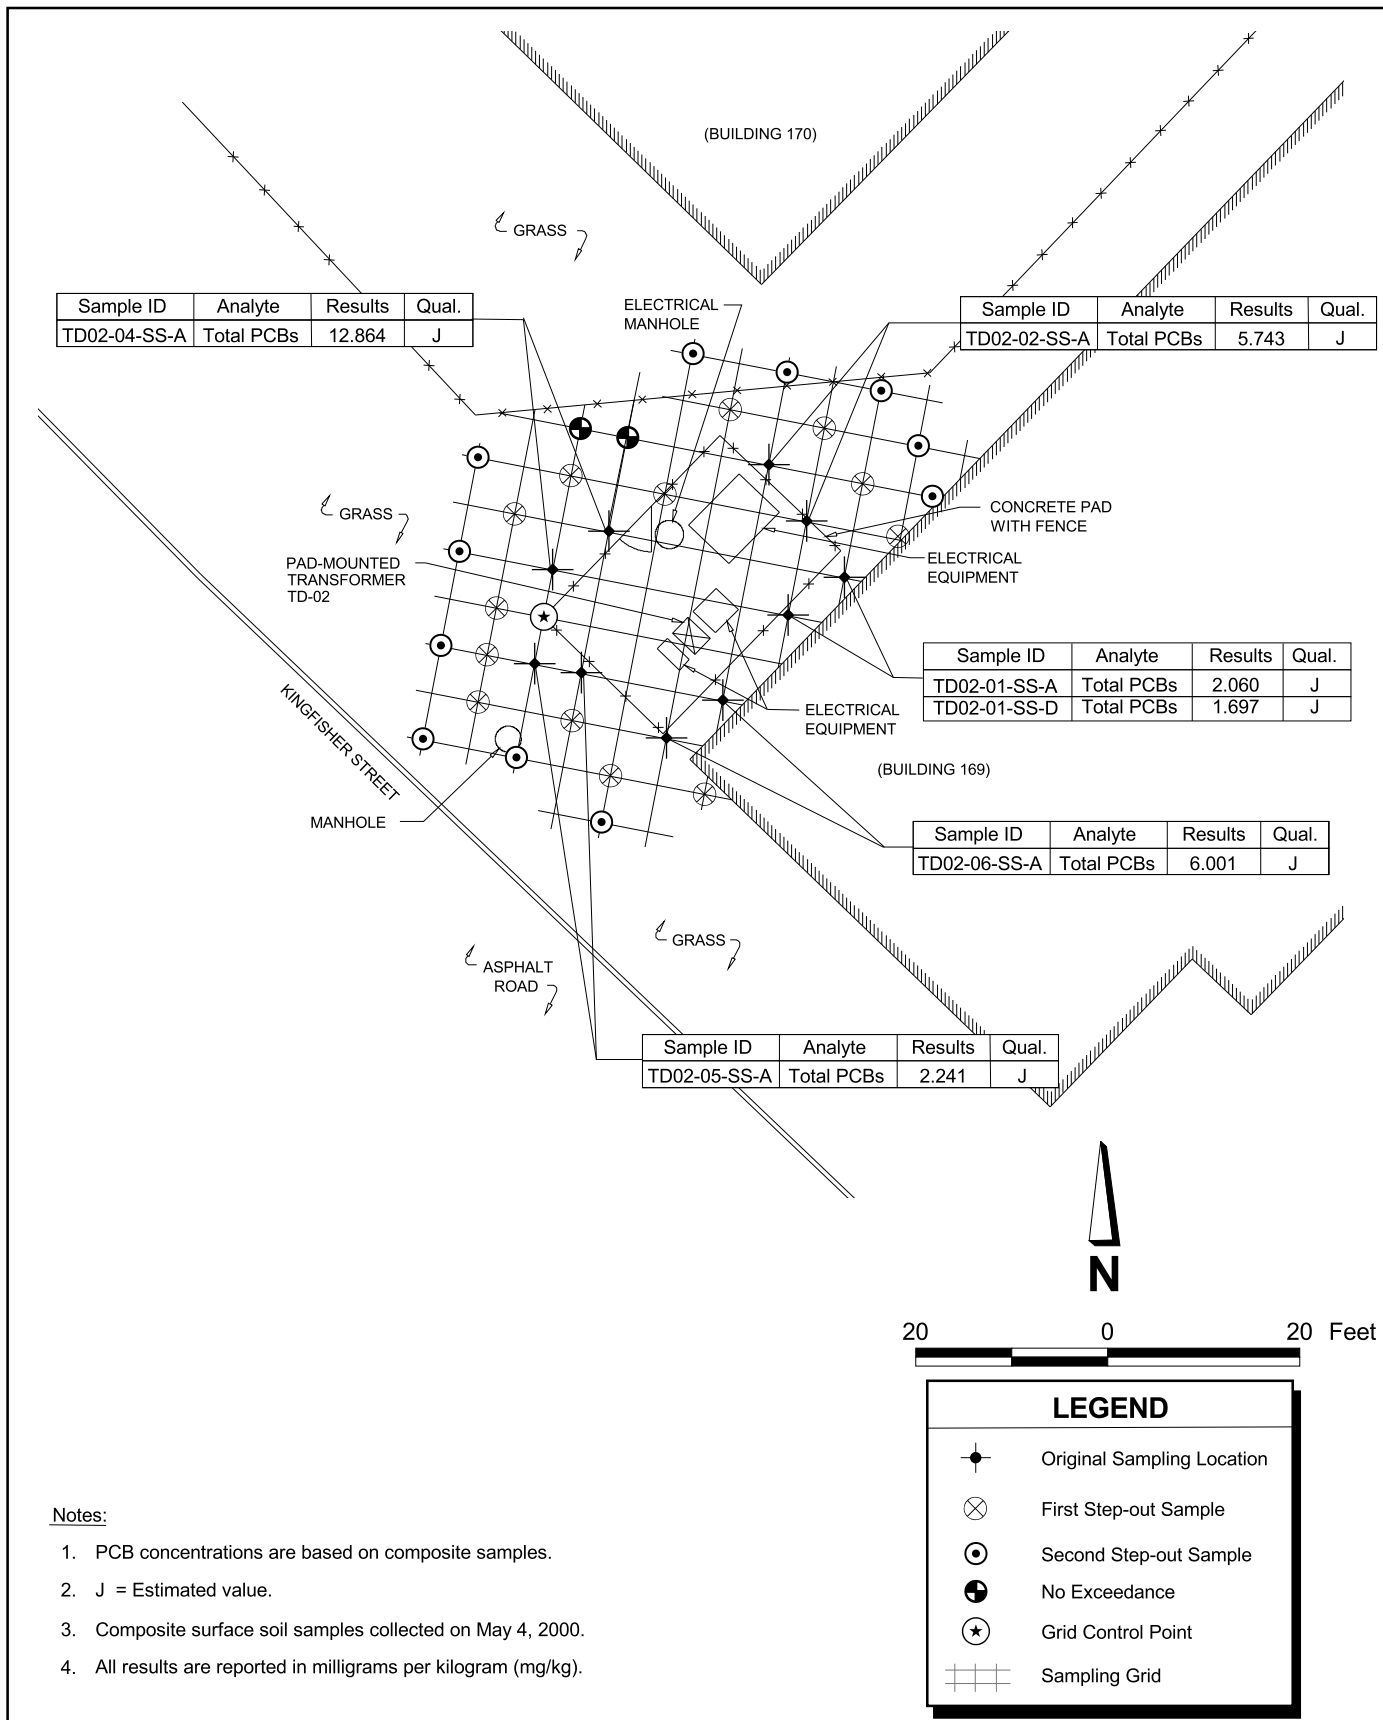 (BUILDING 170)
GRASS
Sample ID Analyte Results Qual.
TD02-04-SS-A Total PCBs 12.864 J
ELECTRICAL
MANHOLE
Sample ID Analyte Results Qual.
TD02-02-SS-A Total PCBs 5.743 J
GRASS
CONCRETE PAD
WITH FENCE
PAD-MOUNTED
TRANSFORMER
TD-02
ELECTRICAL
EQUIPMENT
Sample ID Analyte Results Qual.
TD02-01-SS-A Total PCBs 2.060 J
TD02-01-SS-D Total PCBs 1.697 J
KINGFISHER STREET
ELECTRICAL
EQUIPMENT
(BUILDING 169)
MANHOLE
Sample ID Analyte Results Qual.
TD02-06-SS-A Total PCBs 6.001 J
GRASS
ASPHALT
ROAD
Sample ID Analyte Results Qual.
TD02-05-SS-A Total PCBs 2.241 J
N
20 0 20 Feet
LEGEND
Original Sampling Location
First Step-out Sample
Second Step-out Sample
No Exceedance
Grid Control Point
Sampling Grid
Notes:
1. PCB concentrations are based on composite samples.
2. J = Estimated value.
3. Composite surface soil samples collected on May 4, 2000.
4. All results are reported in milligrams per kilogram (mg/kg).